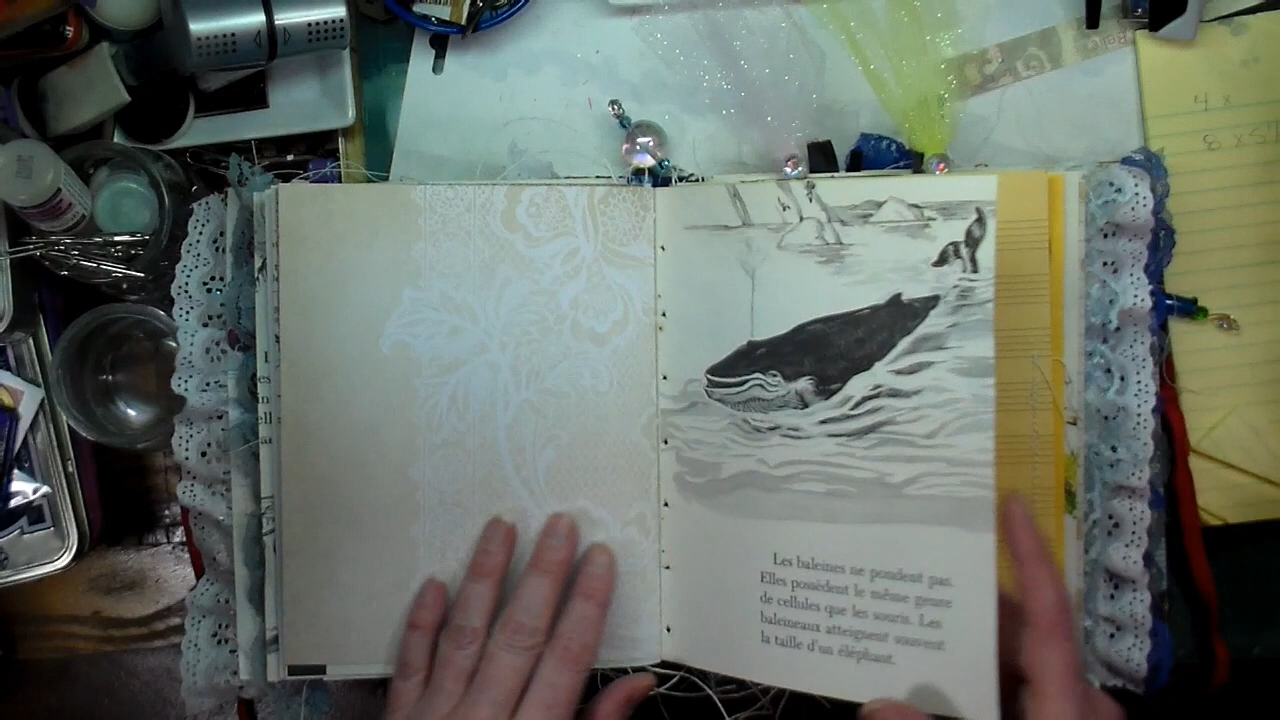 4 x
Les baleines ne pondent pas.
Elles possèdent le même genre
de cellules que les souris. Les
baleineaux atteignent souvent
la taille d'un éléphant.